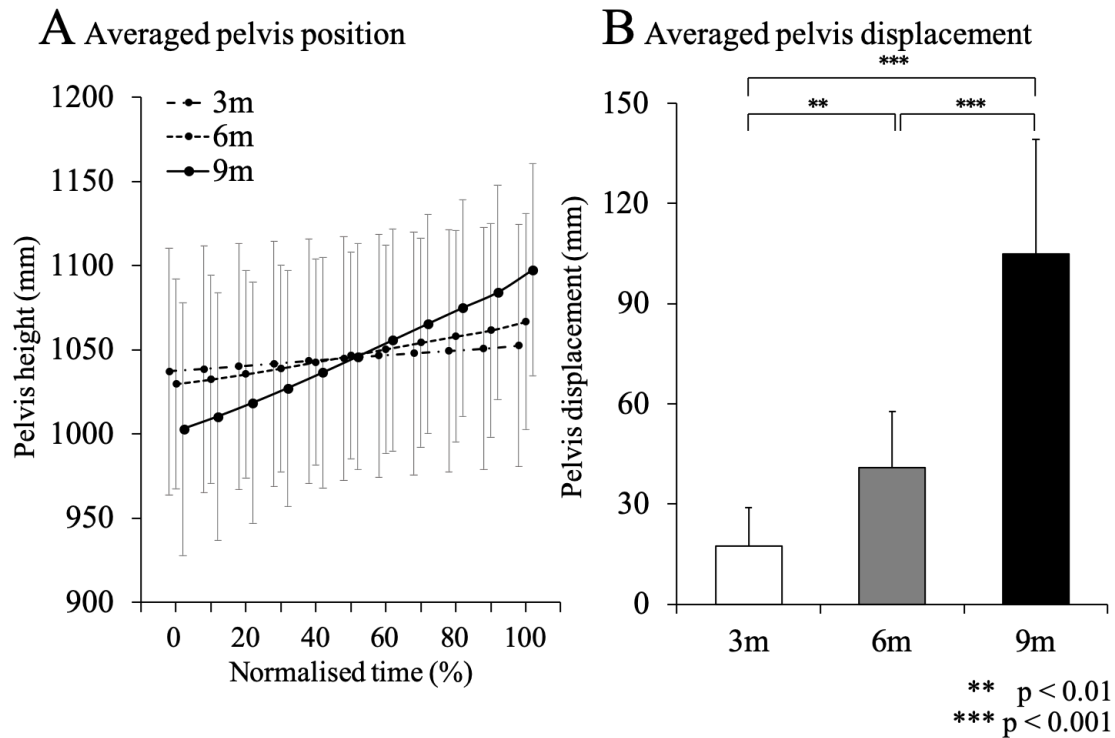 A Averaged pelvis position
1200
1150
1100
1050
1000
950
900
Pelvis height (mm)
3m
6m
9m
0 20 40 60 80 100
Normalised time (%)
B Averaged pelvis displacement
***
** ***
150
120
90
60
30
0
Pelvis displacement (mm)
3m 6m 9m
** p < 0.01
*** p < 0.001